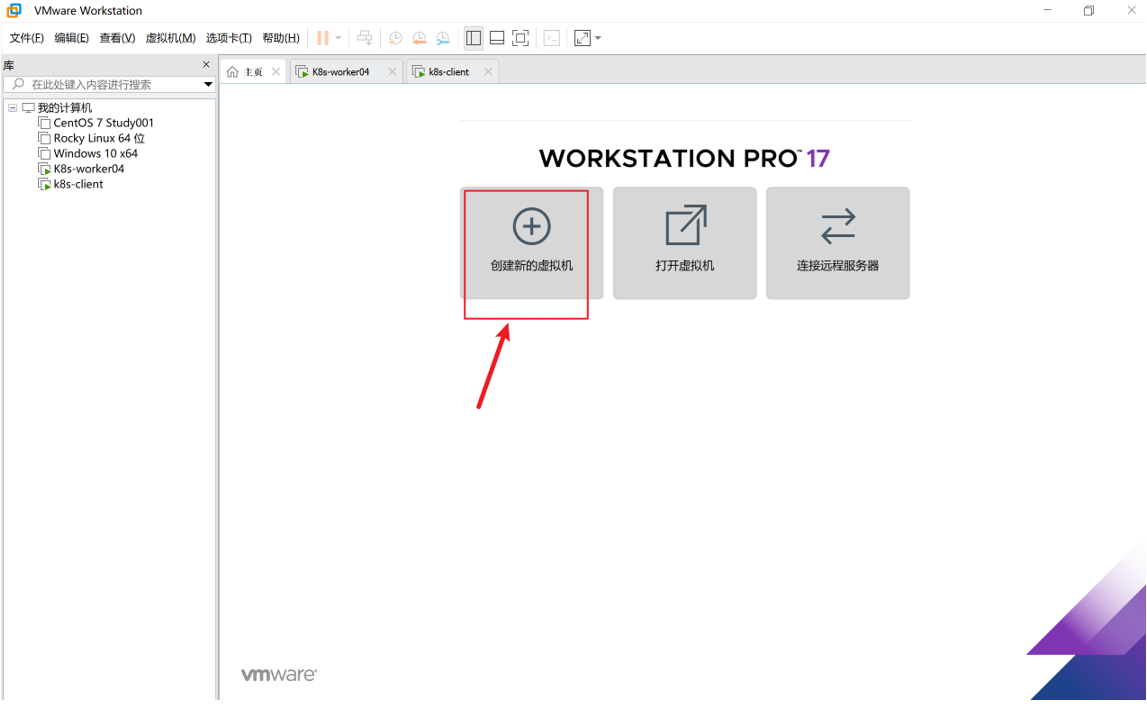 VMware Workstation
文件(F) 编辑(E) 查看(V) 虚拟机(M) 选项卡(T) 帮助(H)
库
主页 K8s-worker04 k8s-client
在此处键入内容进行搜索
我的计算机
CentOS 7 Study001
Rocky Linux 64 位
Windows 10 x64
K8s-worker04
k8s-client
WORKSTATION PRO™ 17
创建新的虚拟机 打开虚拟机 连接远程服务器
vmware®